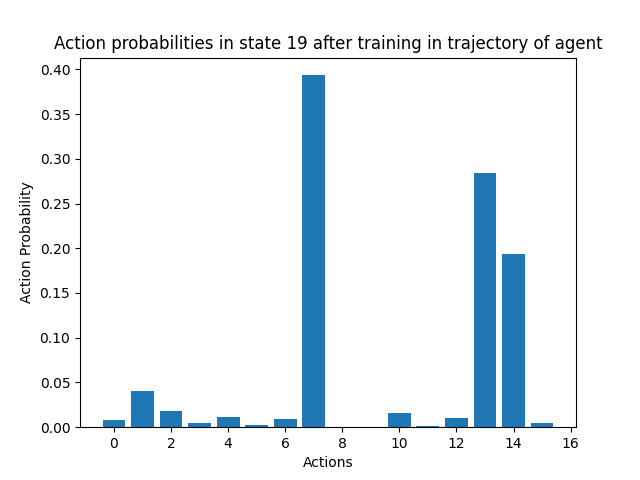 Action probabilities in state 19 after training in trajectory of agent
0.40
0.35
0.30
0.25
0.20
0.15
0.10
0.05
0.00
Action Probability
0 2 4 6 8 10 12 14 16
Actions